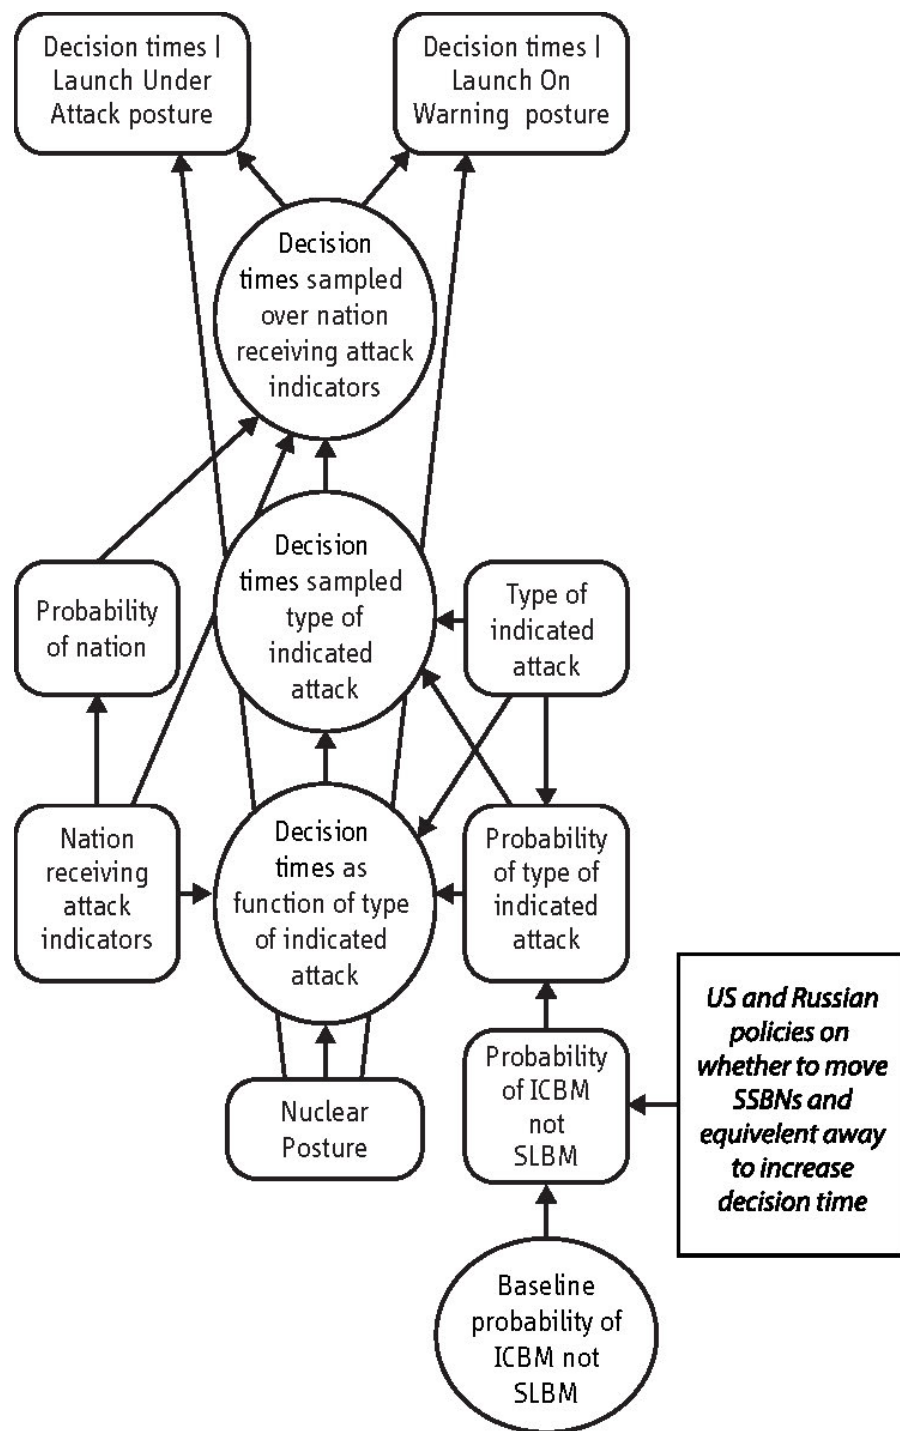 Decision times |
Launch Under
Attack posture
Decision times |
Launch On
Warning posture
Decision
times sampled
over nation
receiving attack
indicators
Decision
times sampled
type of
indicated
attack
Type of
indicated
attack
Probability
of nation
Nation
receiving
attack
indicators
Decision
times as
function of type
of indicated
attack
Probability
of type of
indicated
attack
US and Russian
policies on
whether to move
SSBNs and
equivelent away
to increase
decision time
Probability
of ICBM
not
SLBM
Nuclear
Posture
Baseline
probability of
ICBM not
SLBM